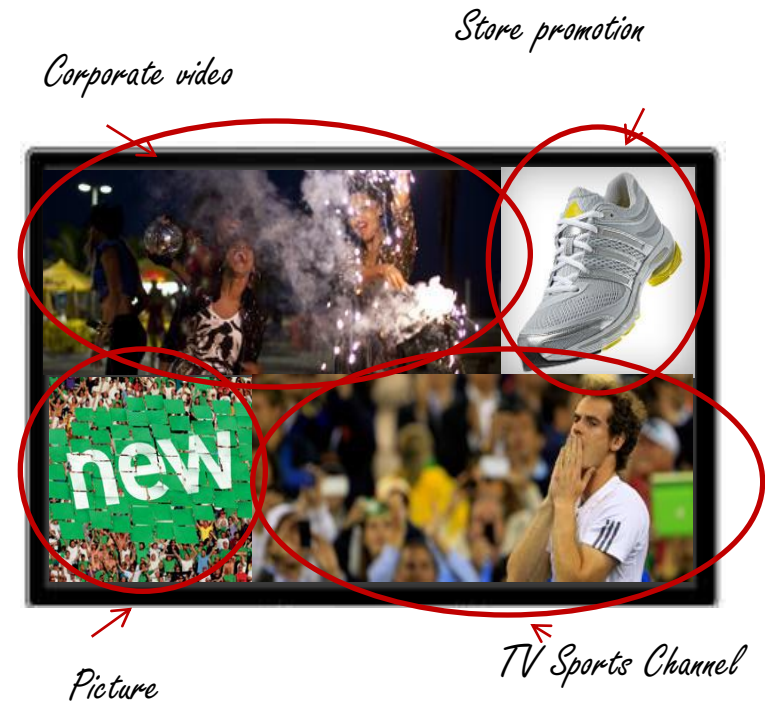 Store promotion
Corporate video
new
TV Sports Channel
Picture